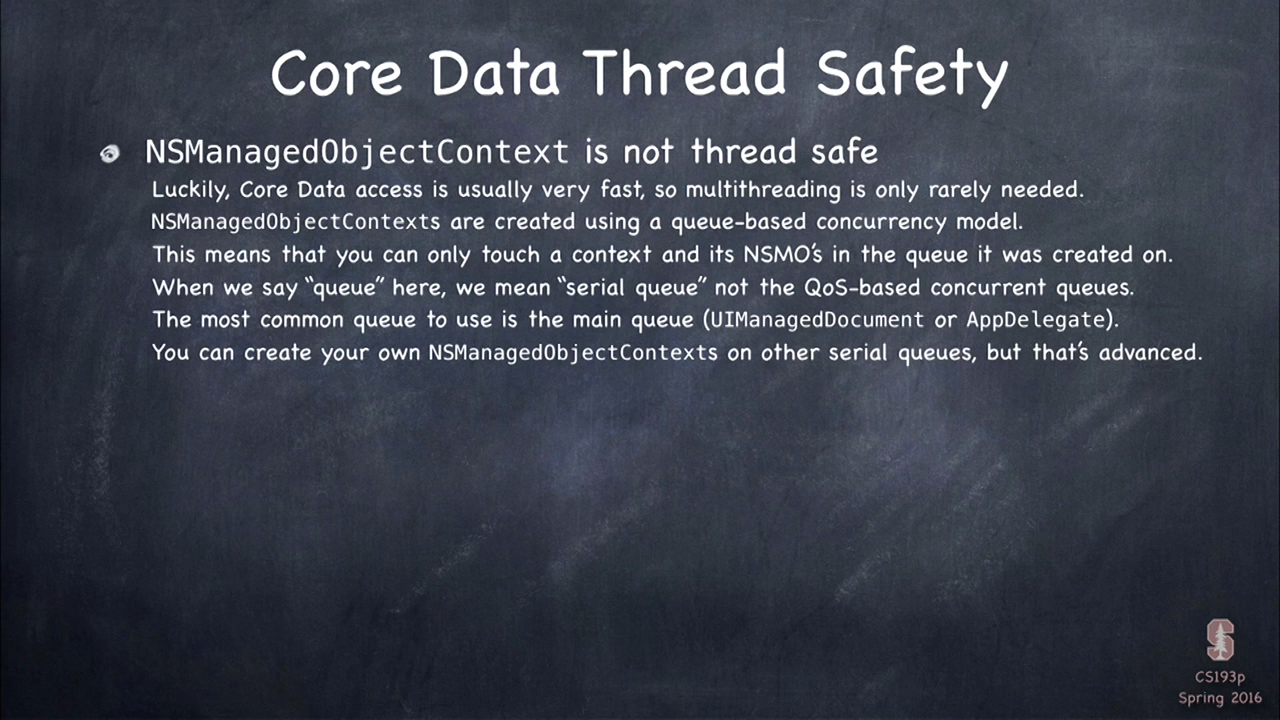 Core Data Thread Safety
NSManagedObjectContext is not thread safe
Luckily, Core Data access is usually very fast, so multithreading is only rarely needed.
NSManagedObjectContexts are created using a queue-based concurrency model.
This means that you can only touch a context and its NSMO's in the queue it was created on.
When we say “queue” here, we mean “serial queue” not the QoS-based concurrent queues.
The most common queue to use is the main queue (UIManagedDocument or AppDelegate).
You can create your own NSManagedObjectContexts on other serial queues, but that's advanced.
S
CS193p
Spring 2016